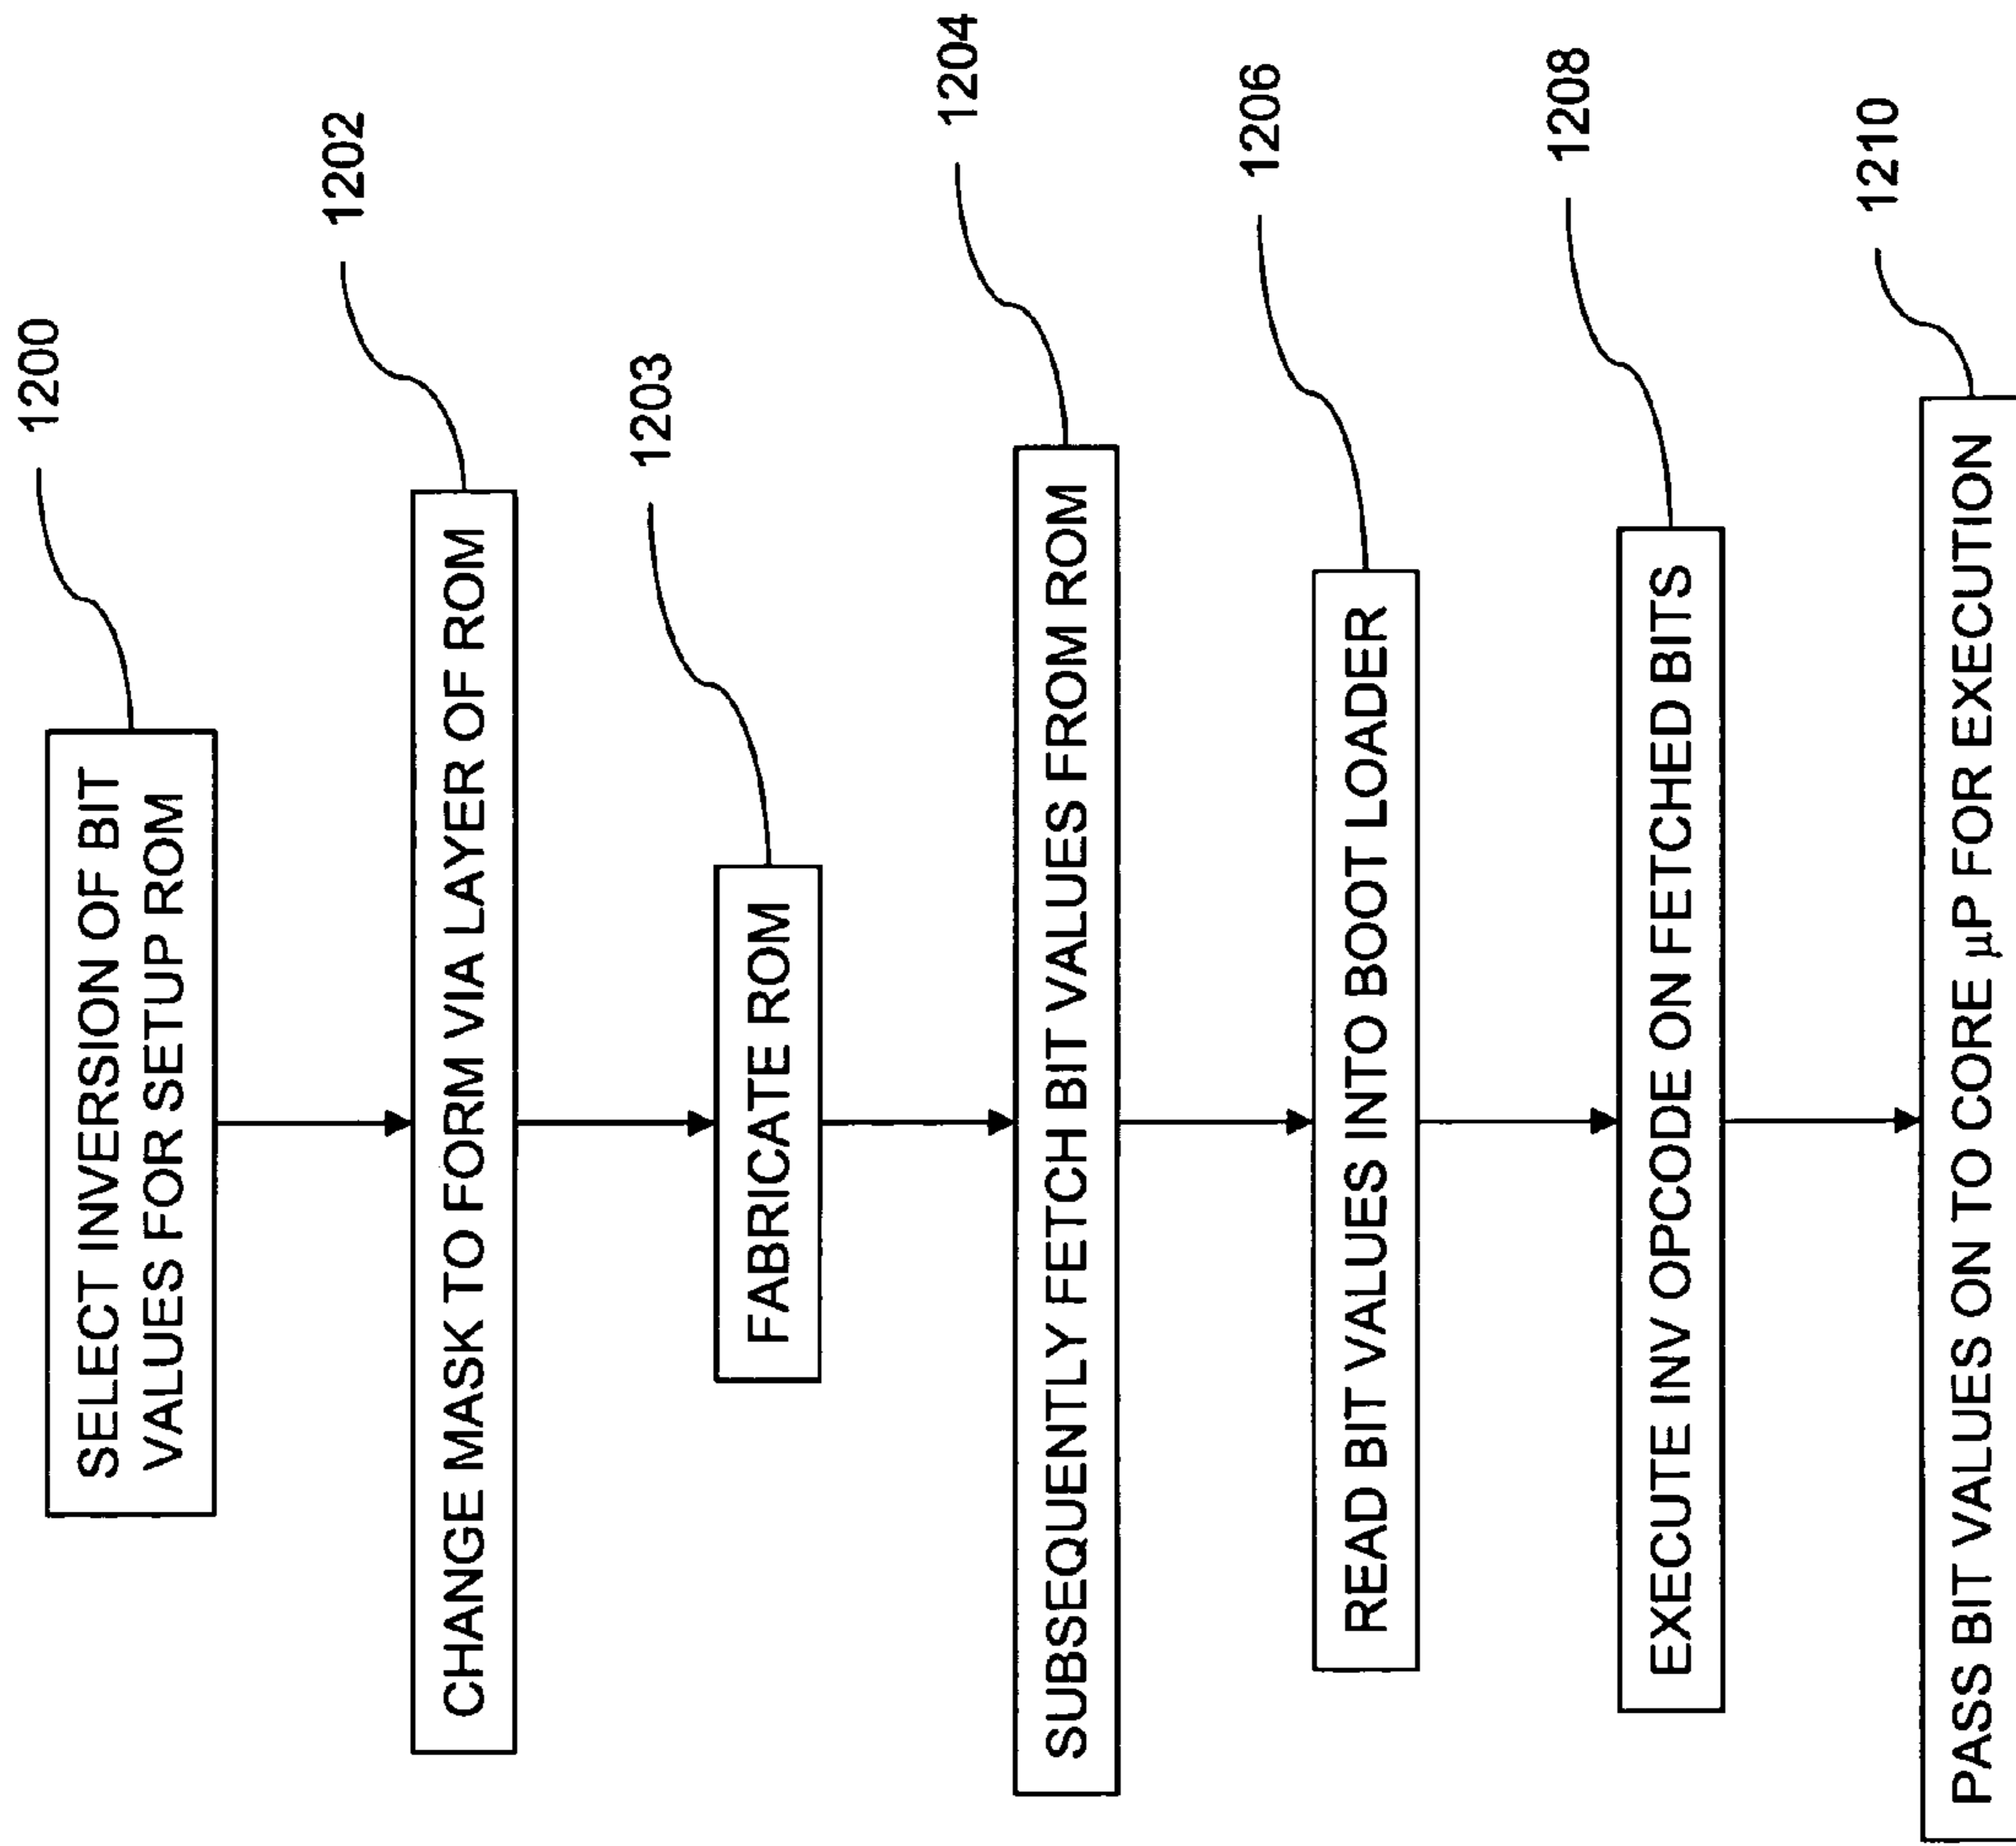 1200
SELECT INVERSION OF BIT
VALUES FOR SETUP ROM
1202
CHANGE MASK TO FORM VIA LAYER OF ROM
1203
FABRICATE ROM
1204
SUBSEQUENTLY FETCH BIT VALUES FROM ROM
1206
READ BIT VALUES INTO BOOT LOADER
1208
EXECUTE INV OPCODE ON FETCHED BITS
1210
PASS BIT VALUES ON TO CORE µP FOR EXECUTION